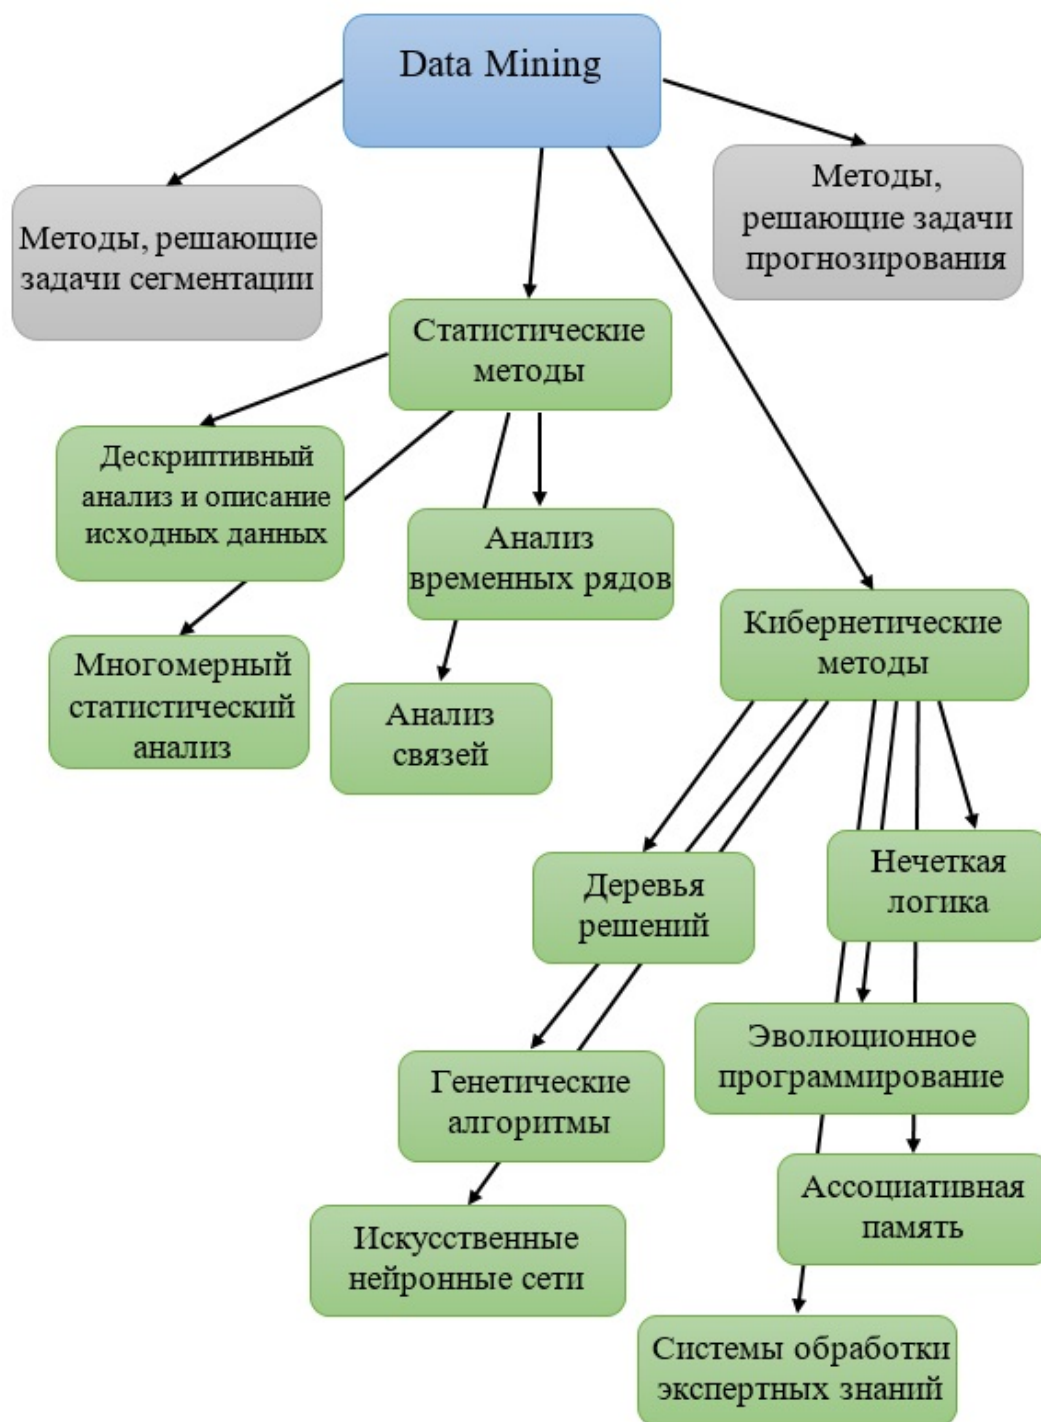 Data Mining
Методы, решающие
задачи сегментации
Методы,
решающие задачи
прогнозирования
Статистические
методы
Дескриптивный
анализ и описание
исходных данных
Анализ
временных рядов
Многомерный
статистический
анализ
Анализ
связей
Кибернетические
методы
Деревья
решений
Нечеткая
логика
Генетические
алгоритмы
Эволюционное
программирование
Искусственные
нейронные сети
Ассоциативная
память
Системы обработки
экспертных знаний